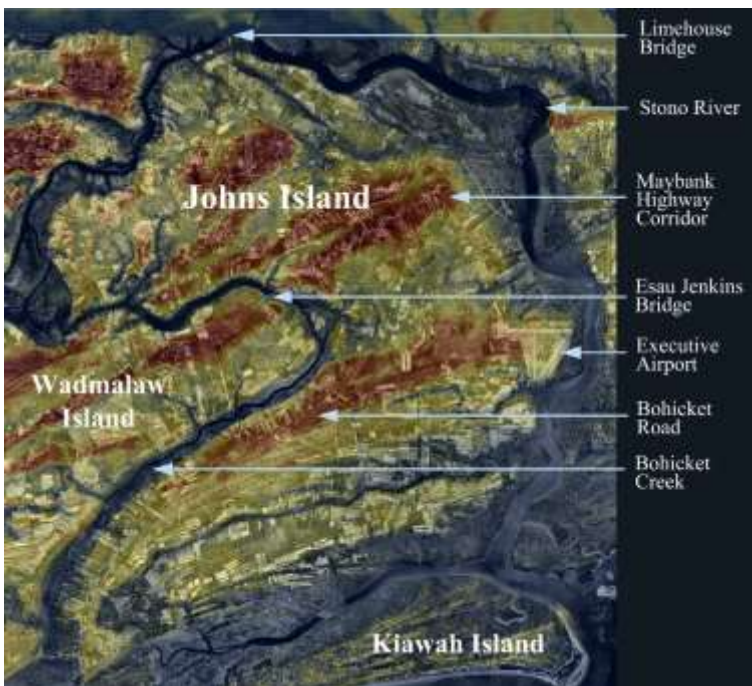 Limehouse
Bridge
Stono River
Johns Island
Maybank
Highway
Corridor
Esau Jenkins
Bridge
Executive
Airport
Wadmalaw
Island
Bohicket
Road
Bohicket
Creek
Kiawah Island